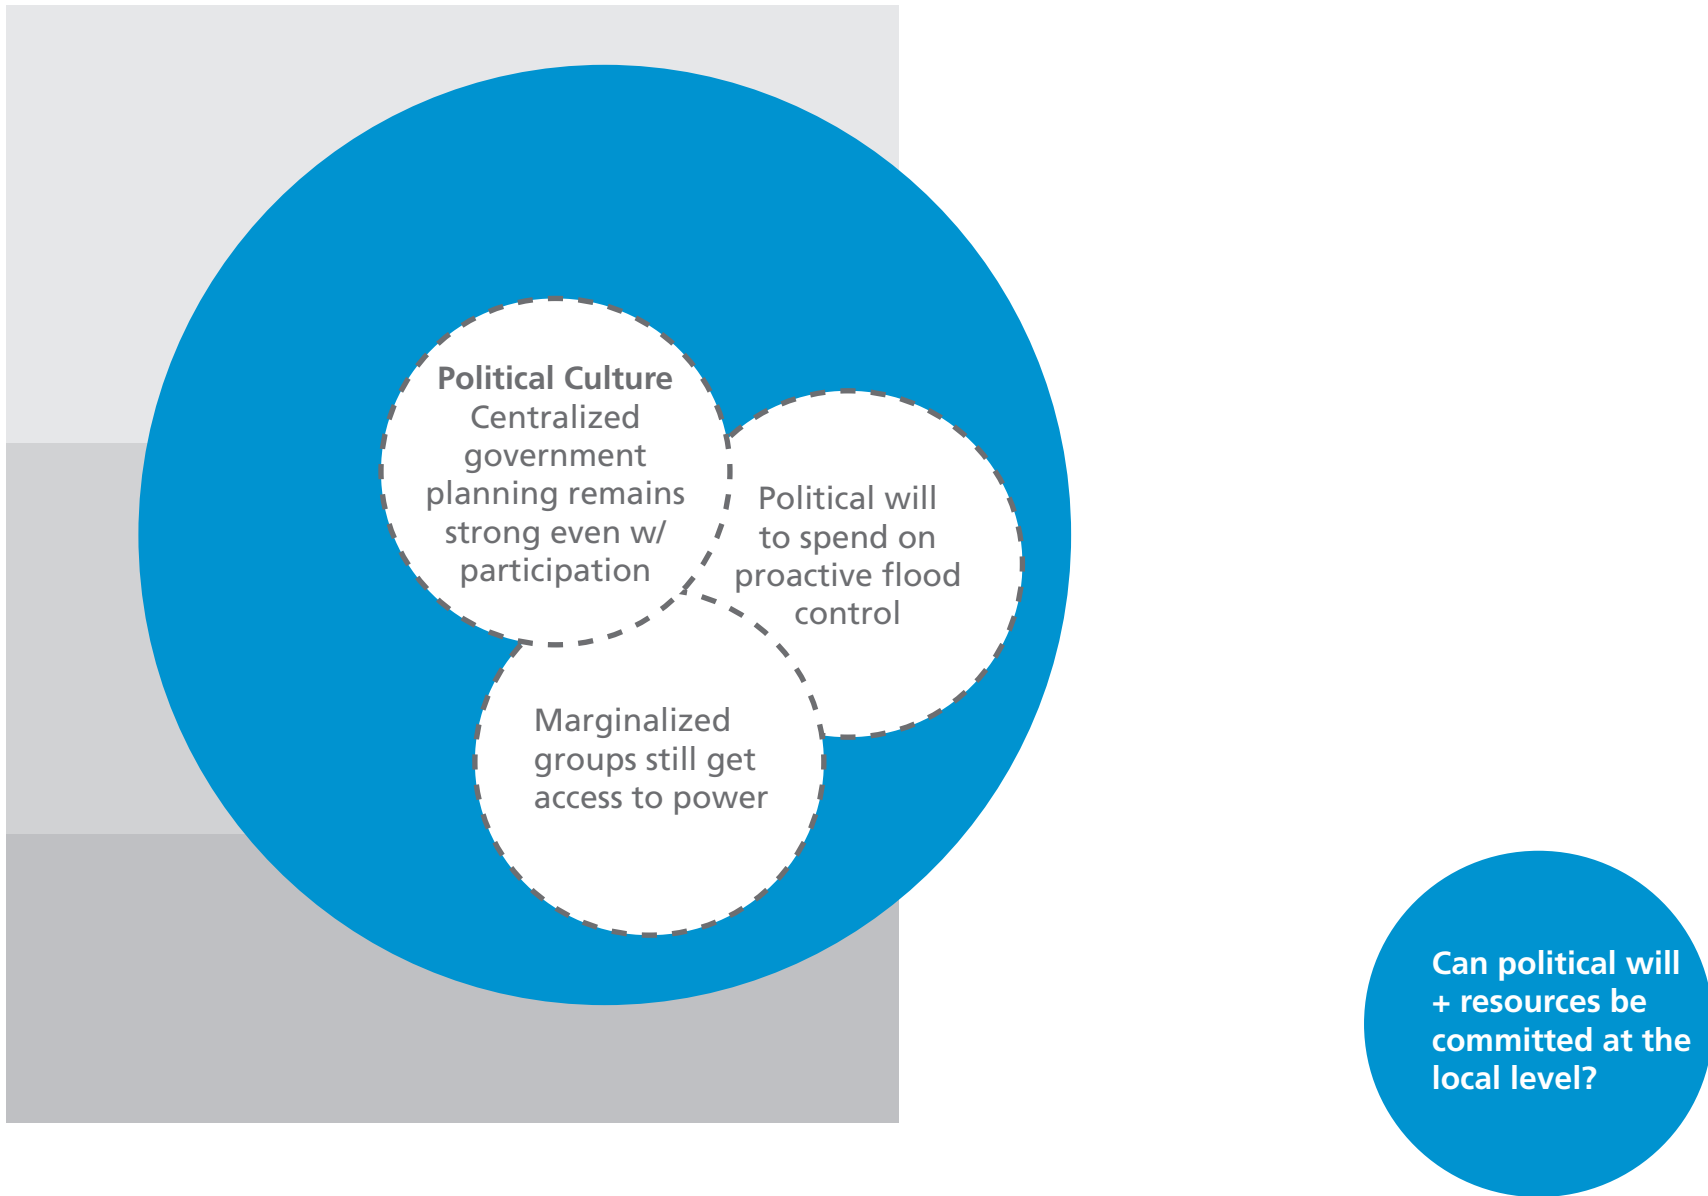 Political Culture
Centralized
government
planning remains
strong even w/
participation
Political will
to spend on
proactive flood
control
Marginalized
groups still get
access to power
Can political will
+ resources be
committed at the
local level?